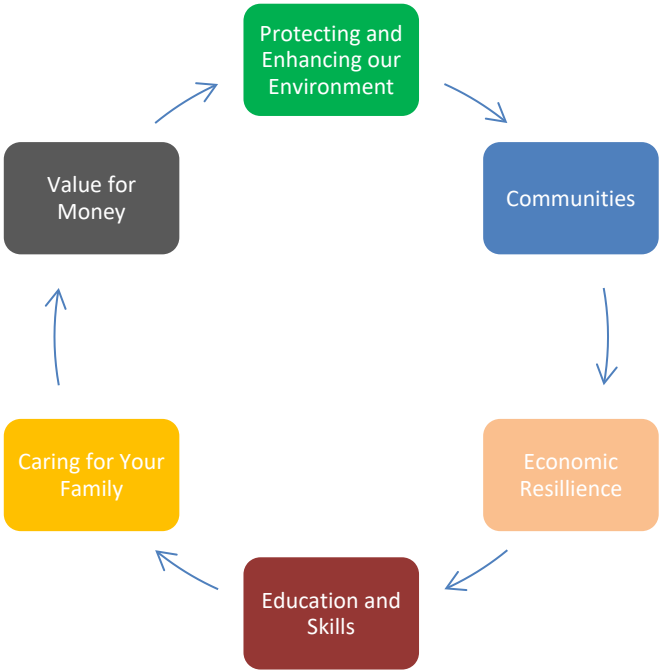 Protecting and
Enhancing our
Environment
Communities
Economic
Resillience
Education and
Skills
Caring for Your
Family
Value for
Money